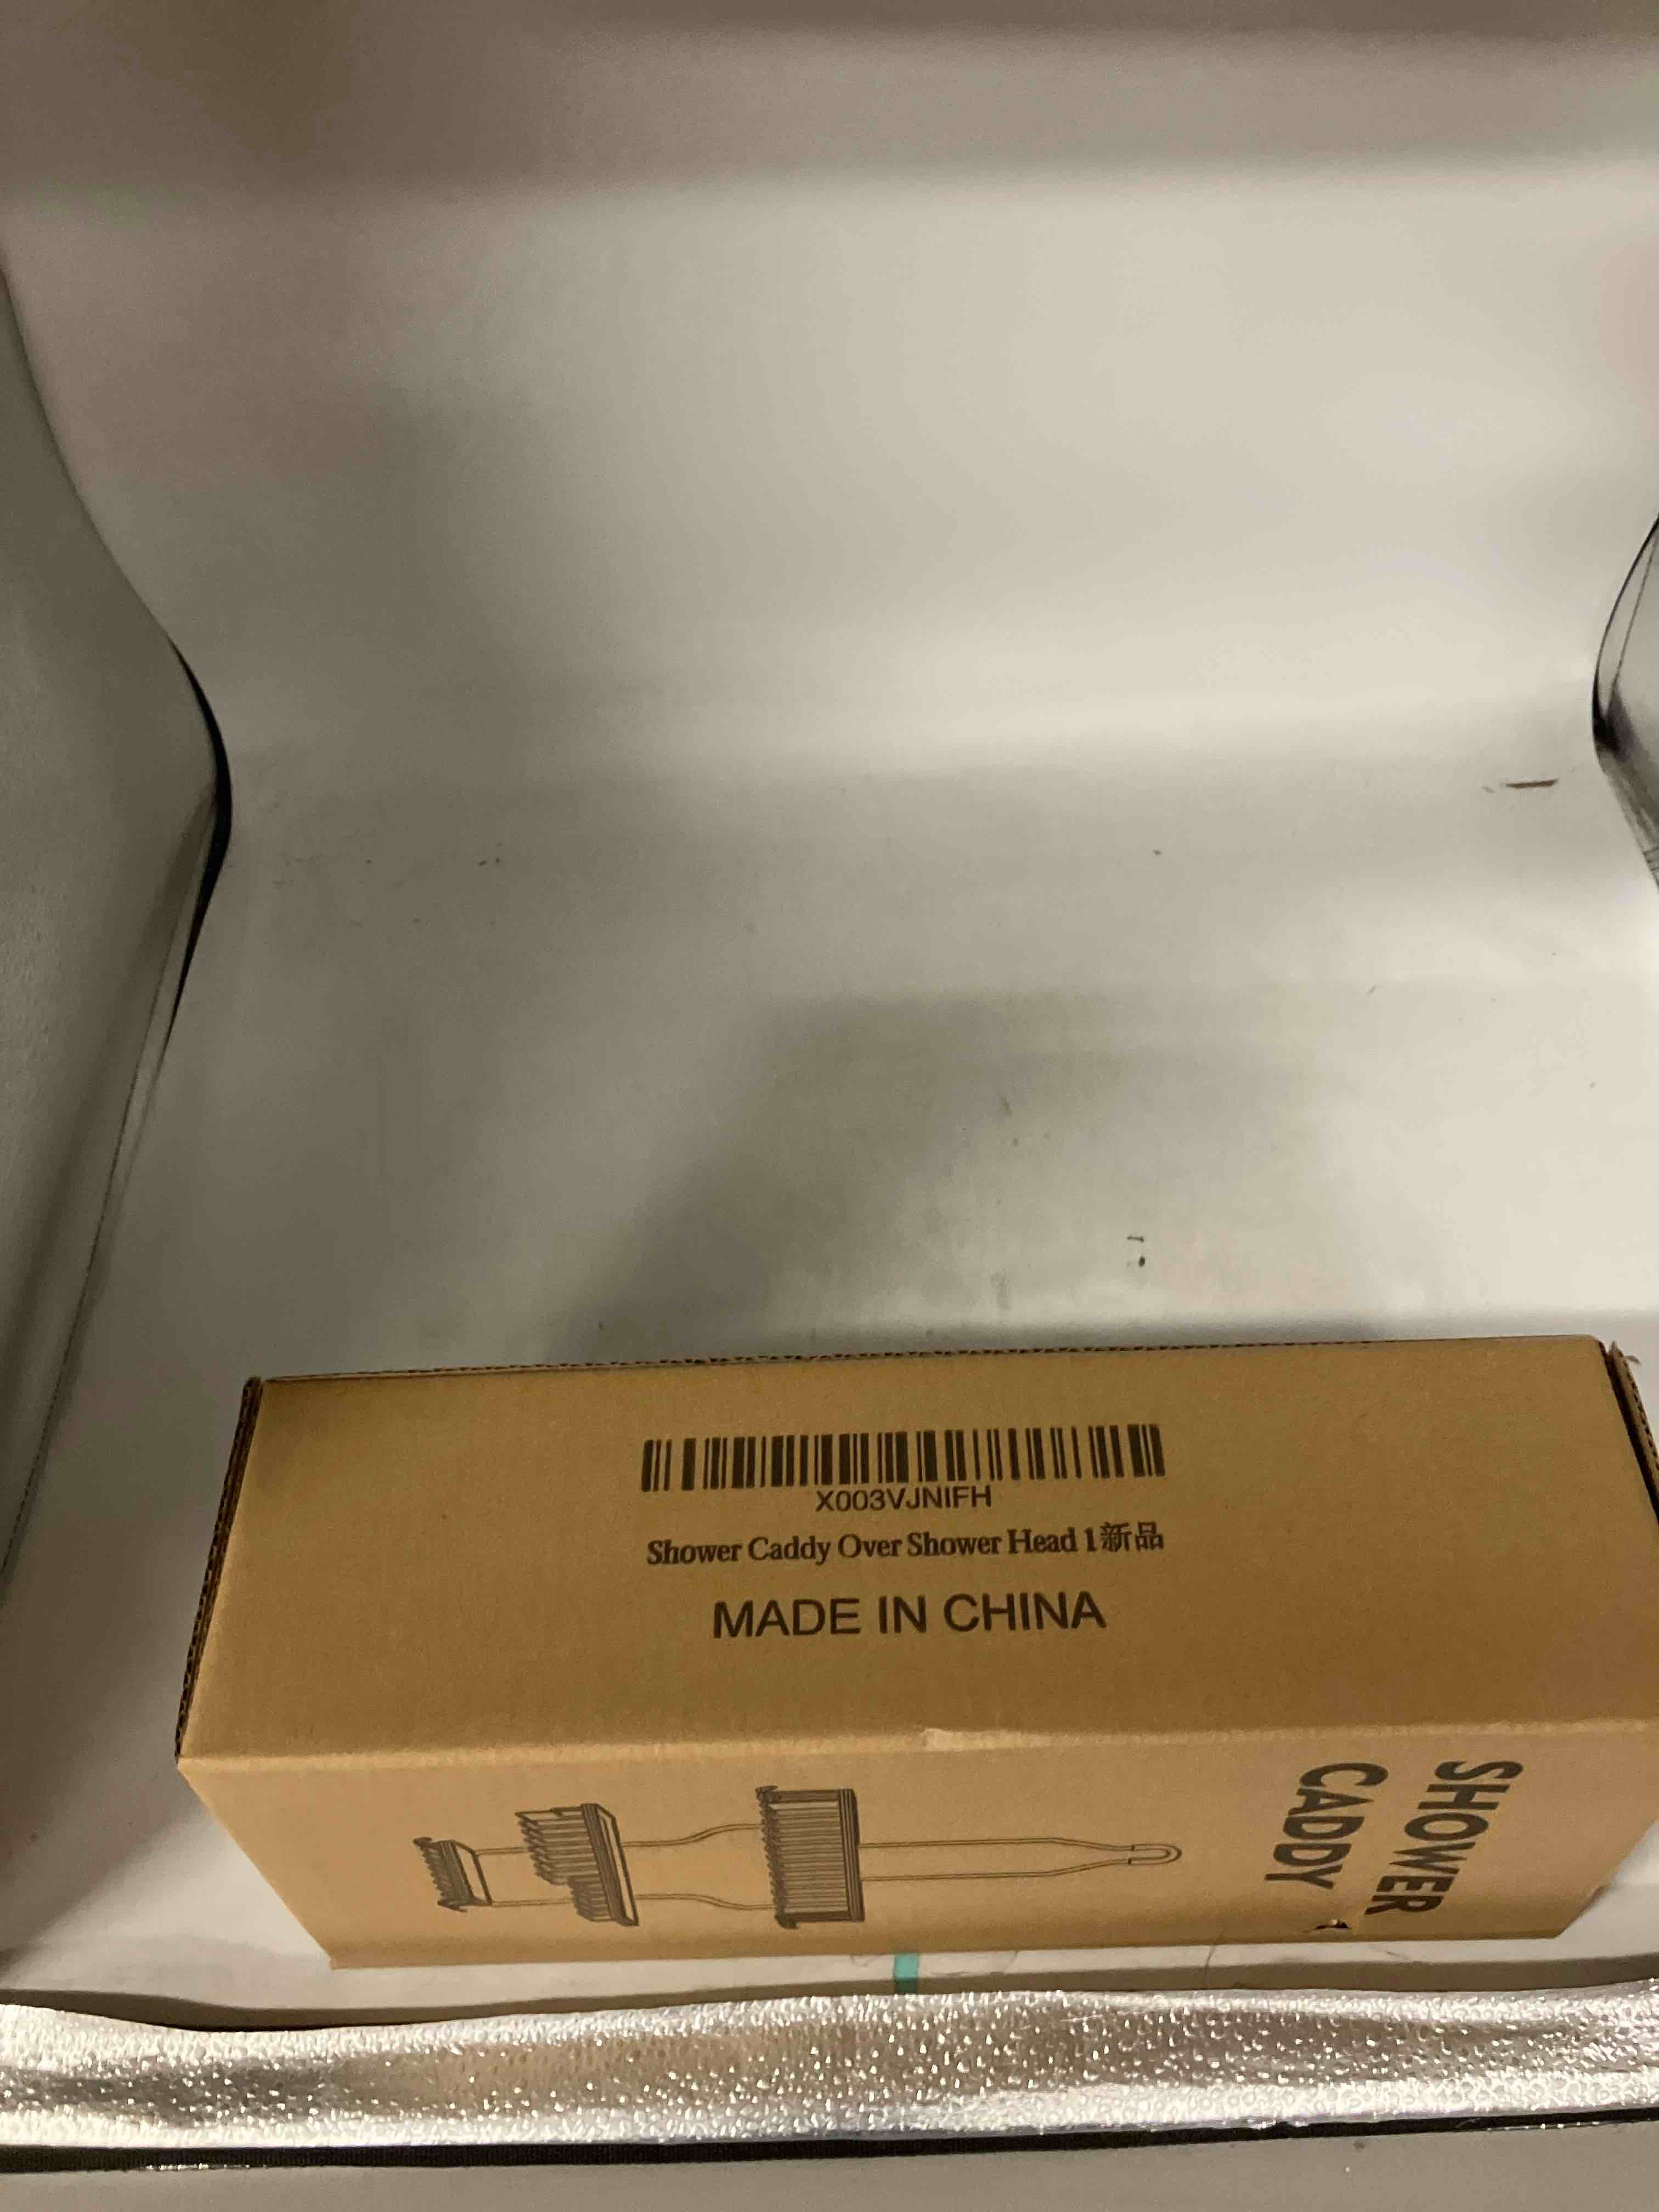 X003VJNIFH
Shower Caddy Over Shower Head 1新品
MADE IN CHINA
SHOWER
CADDY